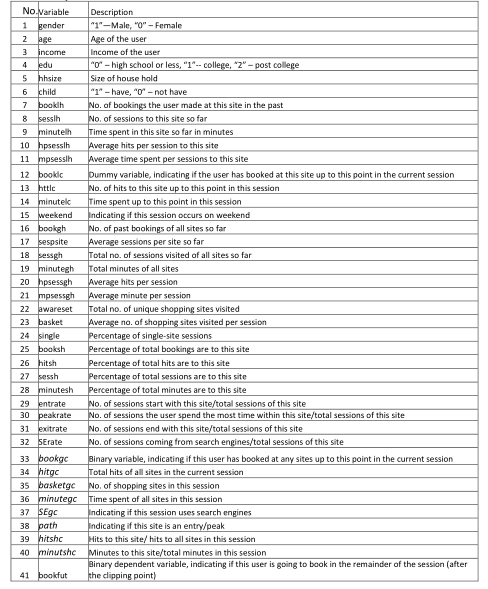 No. Variable Description
1 gender "1"—Male, "0" – Female
2 age Age of the user
3 income Income of the user
4 edu "0" – high school or less, "1"-- college, "2" – post college
5 hhsize Size of house hold
6 child "1" – have, "0" – not have
7 booklh No. of bookings the user made at this site in the past
8 sesslh No. of sessions to this site so far
9 minutelh Time spent in this site so far in minutes
10 hpsesslh Average hits per session to this site
11 mpsesslh Average time spent per sessions to this site
12 booklc Dummy variable, indicating if the user has booked at this site up to this point in the current session
13 httlc No. of hits to this site up to this point in this session
14 minutelc Time spent up to this point in this session
15 weekend Indicating if this session occurs on weekend
16 bookgh No. of past bookings of all sites so far
17 sespsite Average sessions per site so far
18 sessgh Total no. of sessions visited of all sites so far
19 minutegh Total minutes of all sites
20 hpsessgh Average hits per session
21 mpsessgh Average minute per session
22 awareset Total no. of unique shopping sites visited
23 basket Average no. of shopping sites visited per session
24 single Percentage of single-site sessions
25 booksh Percentage of total bookings are to this site
26 hitsh Percentage of total hits are to this site
27 sessh Percentage of total sessions are to this site
28 minutesh Percentage of total minutes are to this site
29 entrate No. of sessions start with this site/total sessions of this site
30 peakrate No. of sessions the user spend the most time within this site/total sessions of this site
31 exitrate No. of sessions end with this site/total sessions of this site
32 SErate No. of sessions coming from search engines/total sessions of this site
33 bookgc Binary variable, indicating if this user has booked at any sites up to this point in the current session
34 hitgc Total hits of all sites in the current session
35 basketgc No. of shopping sites in this session
36 minutegc Time spent of all sites in this session
37 SEgc Indicating if this session uses search engines
38 path Indicating if this site is an entry/peak
39 hitshc Hits to this site/ hits to all sites in this session
40 minutshc Minutes to this site/total minutes in this session
Binary dependent variable, indicating if this user is going to book in the remainder of the session (after
41 bookfut the clipping point)